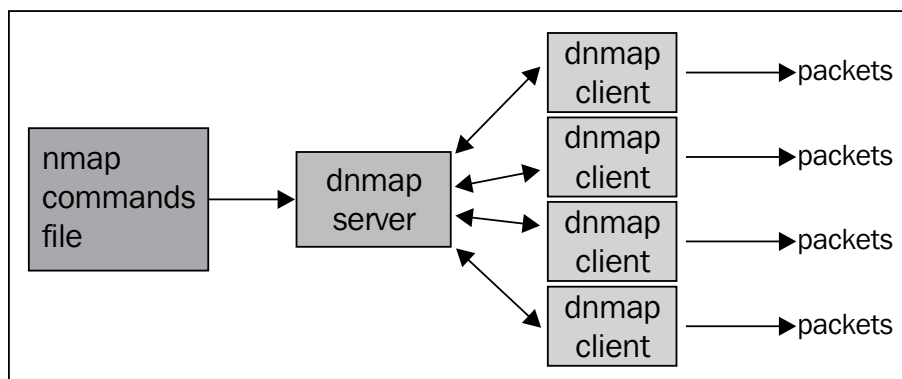 nmap
commands
file
dnmap
server
dnmap
client
packets
dnmap
client
packets
dnmap
client
packets
dnmap
client
packets